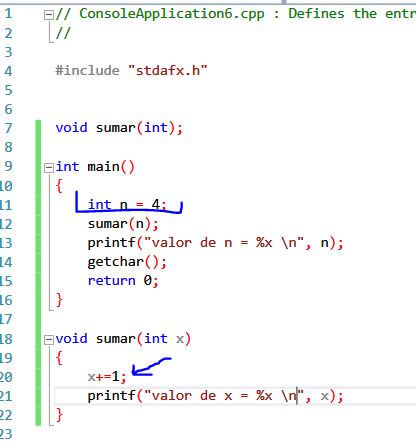 1 // ConsoleApplication6.cpp : Defines the entr
2 //
3
4 #include "stdafx.h"
5
6
7 void sumar(int);
8
9 int main()
10 {
11 int n = 4;
12 sumar(n);
13 printf("valor de n = %x \n", n);
14 getchar();
15 return 0;
16 }
17
18 void sumar(int x)
19 {
20 x+=1;
21 printf("valor de x = %x \n", x);
22 }
23